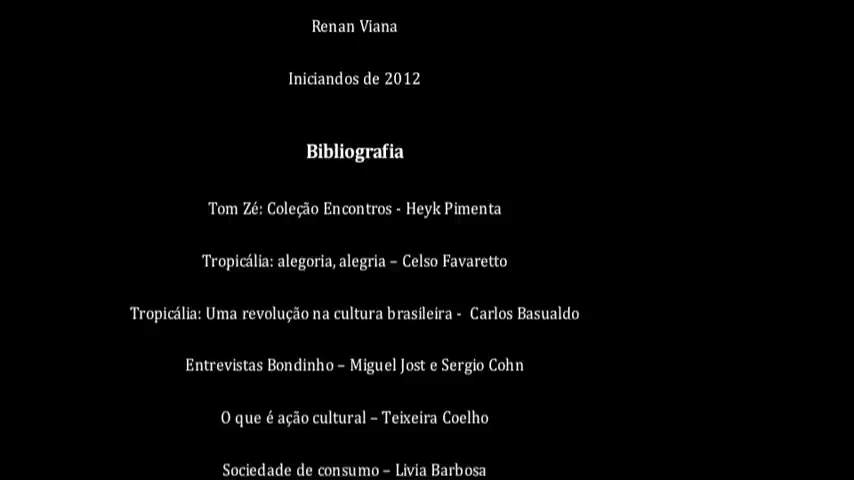 Renan Viana
Iniciandos de 2012
Bibliografia
Tom Zé: Coleção Encontros - Heyk Pimenta
Tropicália: alegoria, alegria – Celso Favaretto
Tropicália: Uma revolução na cultura brasileira - Carlos Basualdo
Entrevistas Bondinho – Miguel Jost e Sergio Cohn
O que é ação cultural – Teixeira Coelho
Sociedade de consumo – Livia Barbosa